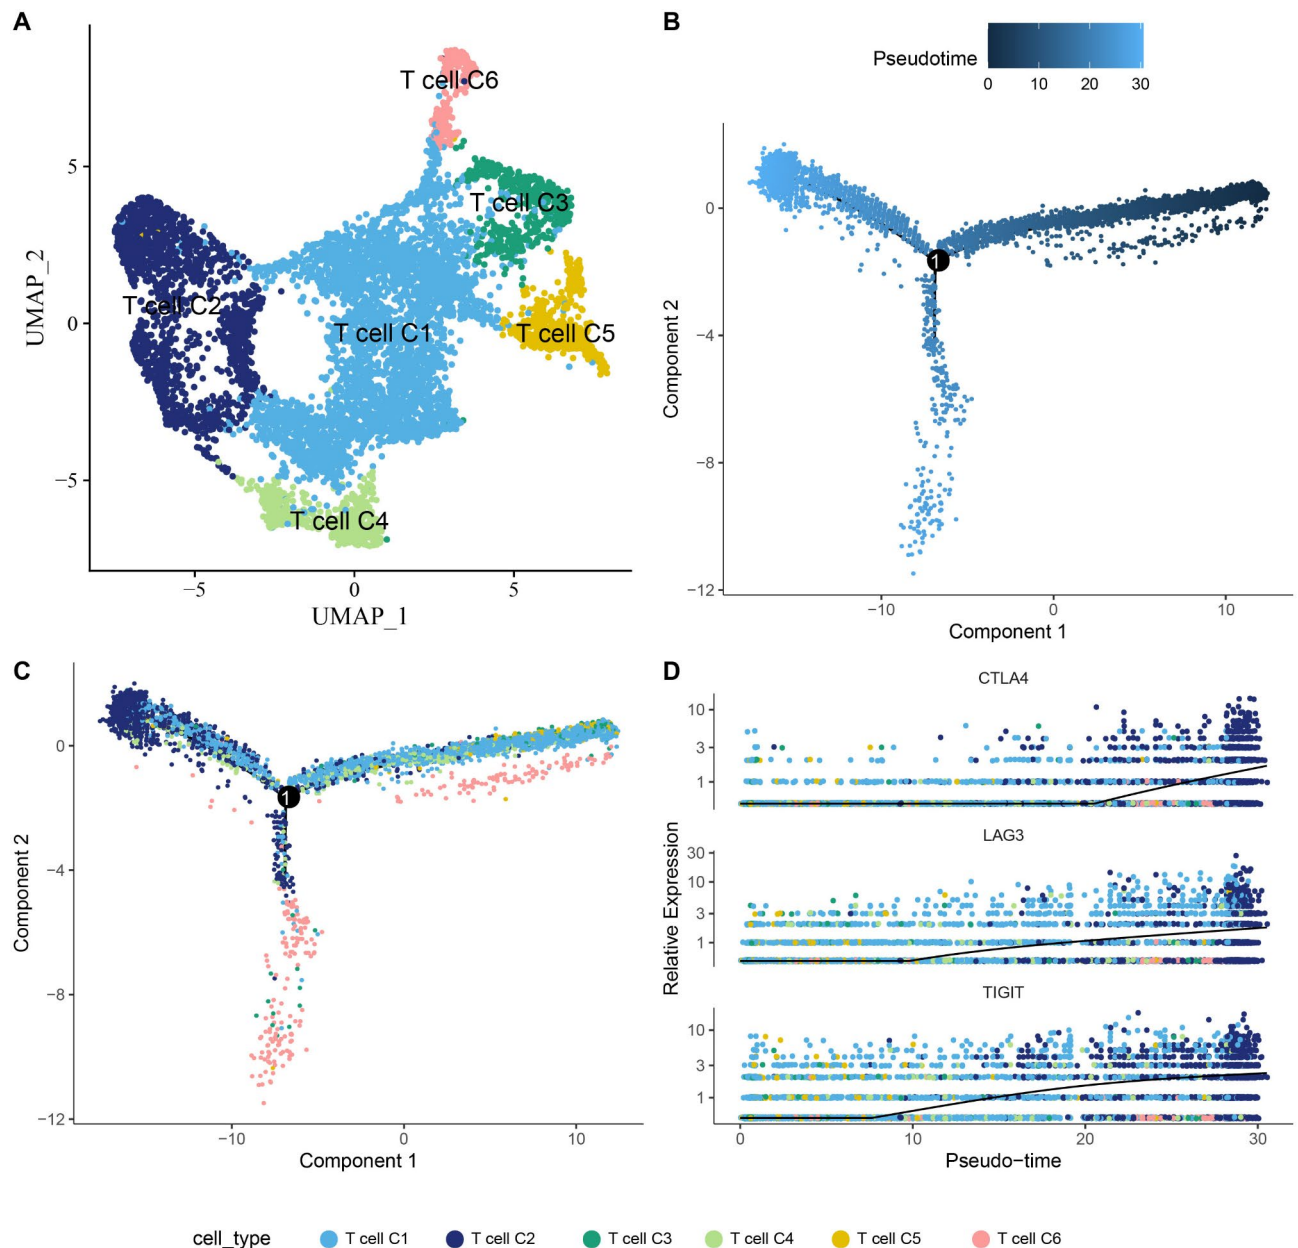 A
T cell C6
T cell C3
T cell C2
T cell C1
T cell C5
T cell C4
5
0
−5
UMAP_2
−5
0
5
UMAP_1
B
Pseudotime
0
10
20
30
0
−4
−8
−12
Component 2
1
−10
0
10
Component 1
C
0
−4
−8
−12
Component 2
1
−10
0
10
Component 1
D
CTLA4
10
3
1
LAG3
30
10
3
1
TIGIT
10
3
1
Relative Expression
0
10
20
30
Pseudo−time
cell_type
T cell C1
T cell C2
T cell C3
T cell C4
T cell C5
T cell C6